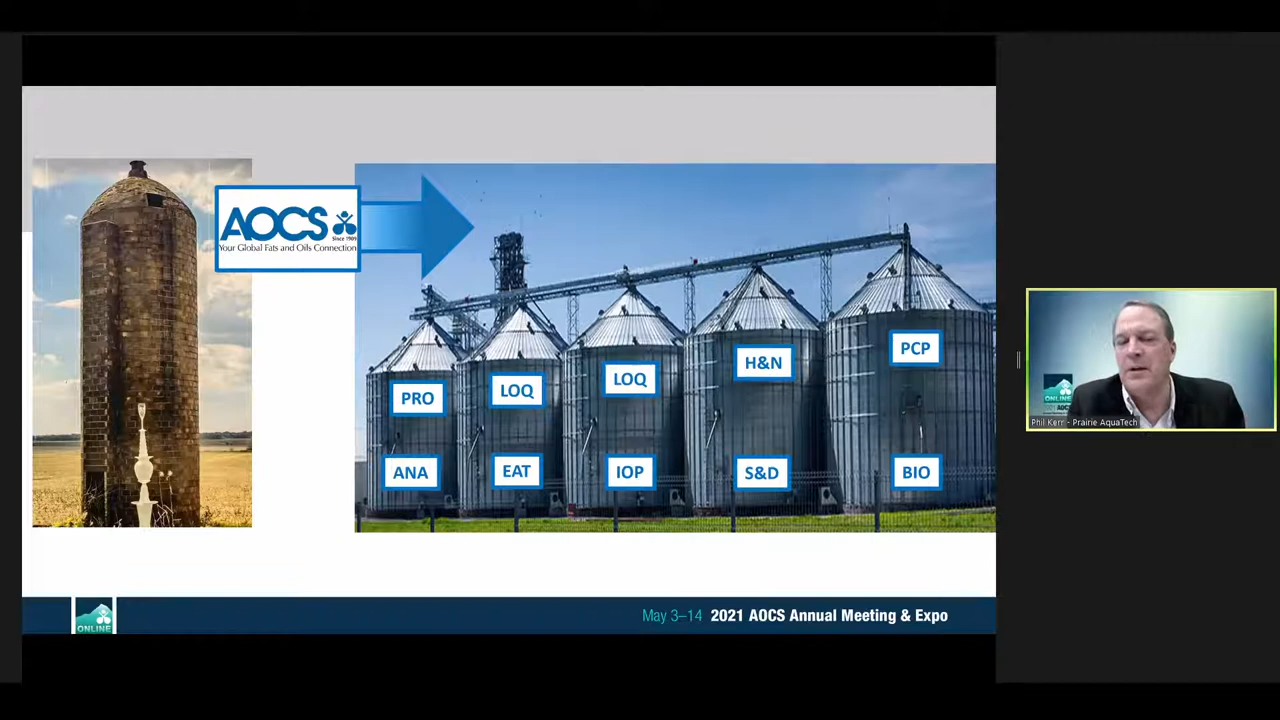 AOCS
Since 1909
Your Global Fats and Oils Connection
PRO
LOQ
LOQ
H&N
PCP
ANA
EAT
IOP
S&D
BIO
ONLINE
Phil Kerr - Prairie AquaTech
ONLINE
May 3–14 2021 AOCS Annual Meeting & Expo